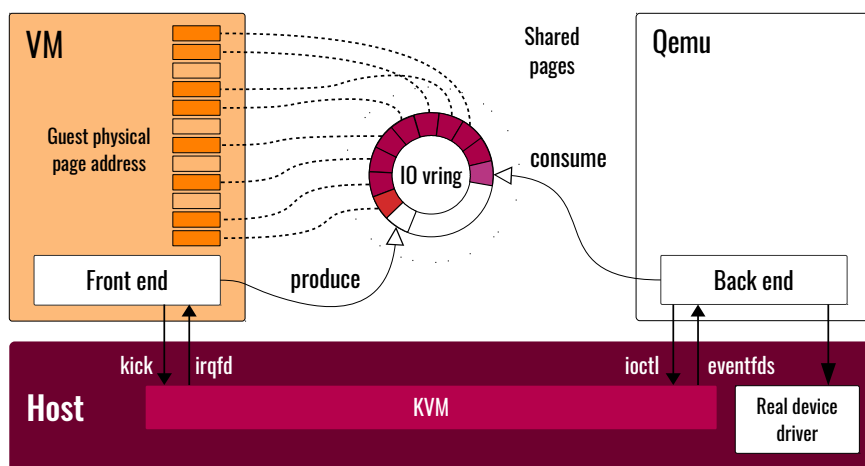 VM
Shared
pages
Qemu
Guest physical
page address
IO vring
consume
Front end
produce
Back end
kick
irqfd
ioctl
eventfds
Host
KVM
Real device
driver